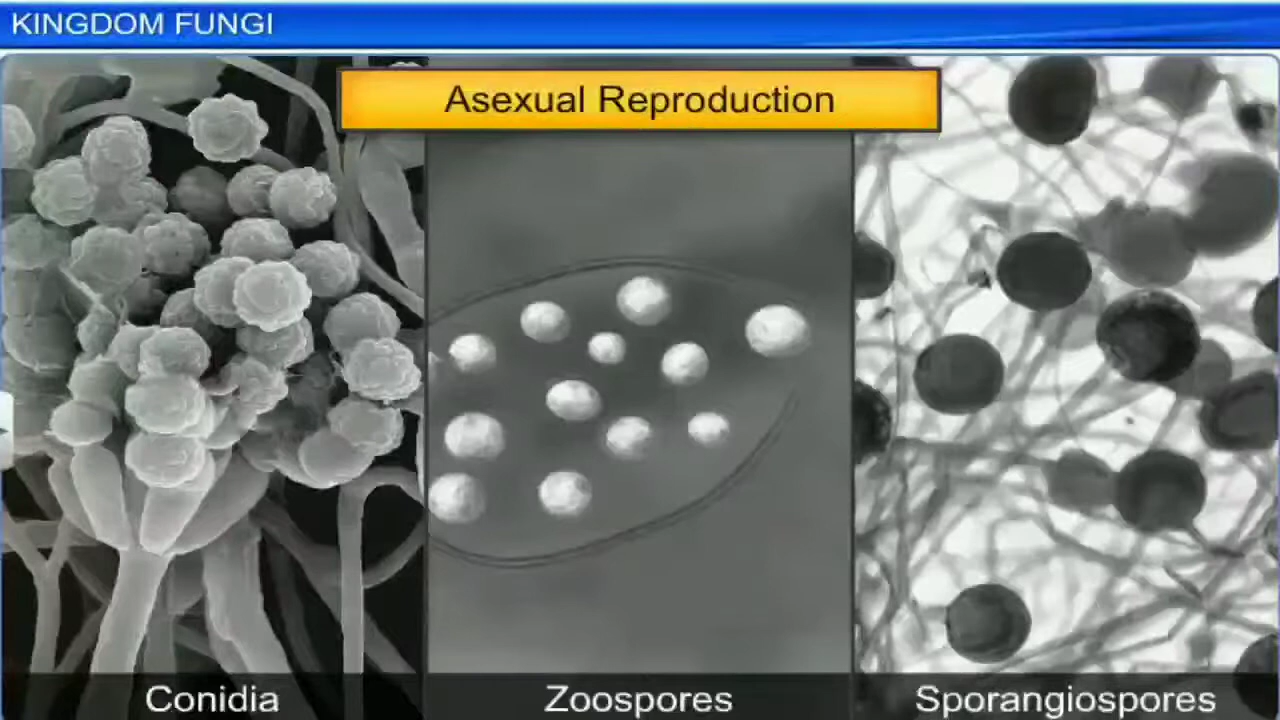 KINGDOM FUNGI
Asexual Reproduction
Conidia
Zoospores
Sporangiospores